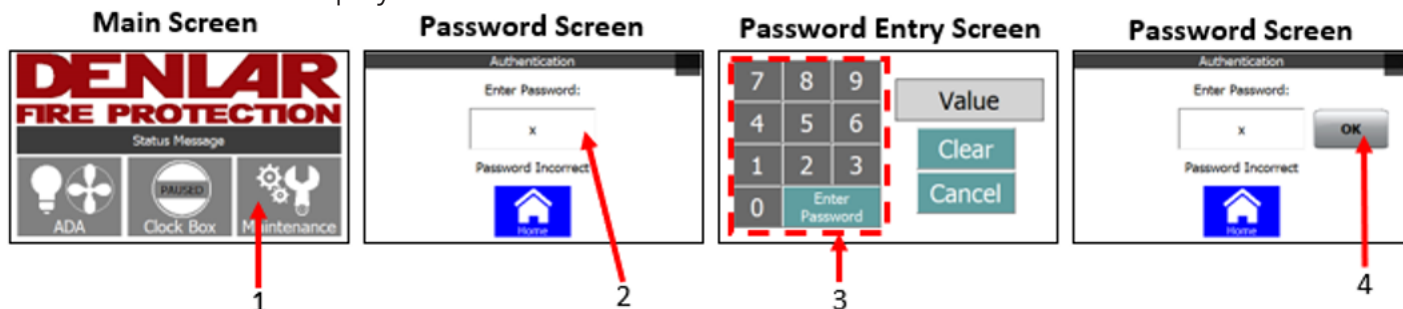 Main Screen
DENLAR
FIRE PROTECTION
Status Message
ADA
PAUSED
Clock Box
Maintenance
1
Password Screen
Authentication
Enter Password:
x
Password Incorrect
Home
2
Password Entry Screen
7 8 9
4 5 6
1 2 3
0 Enter
Password
Value
Clear
Cancel
3
Password Screen
Authentication
Enter Password:
x
OK
Password Incorrect
Home
4